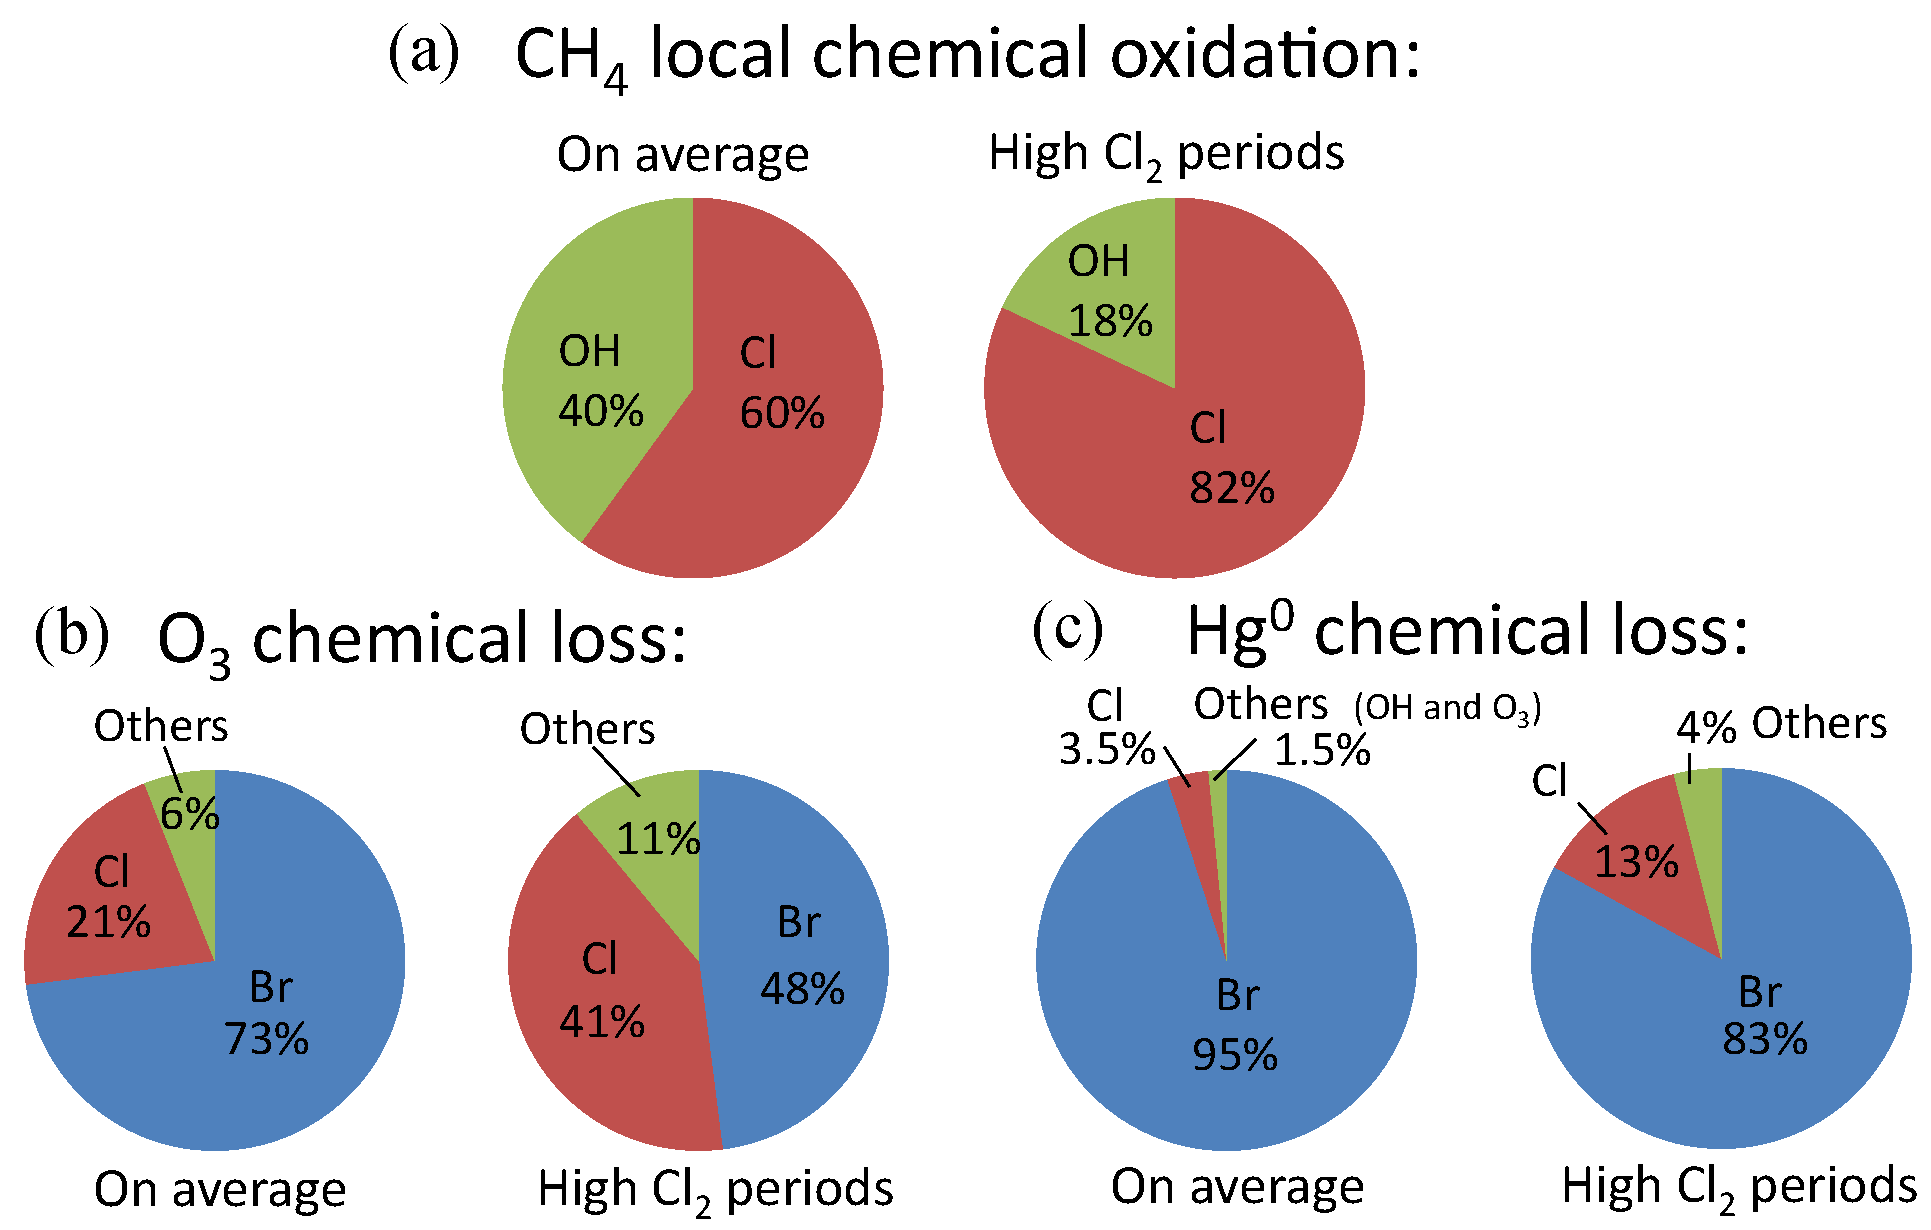 (a) CH₄ local chemical oxidation:
On average
High Cl₂ periods
OH
40%
Cl
60%
OH
18%
Cl
82%
(b) O₃ chemical loss:
Others
6%
Cl
21%
Br
73%
On average
Others
11%
Cl
41%
Br
48%
High Cl₂ periods
(c) Hg⁰ chemical loss:
Cl
3.5%
Others (OH and O₃)
1.5%
Br
95%
On average
4% Others
Cl
13%
Br
83%
High Cl₂ periods